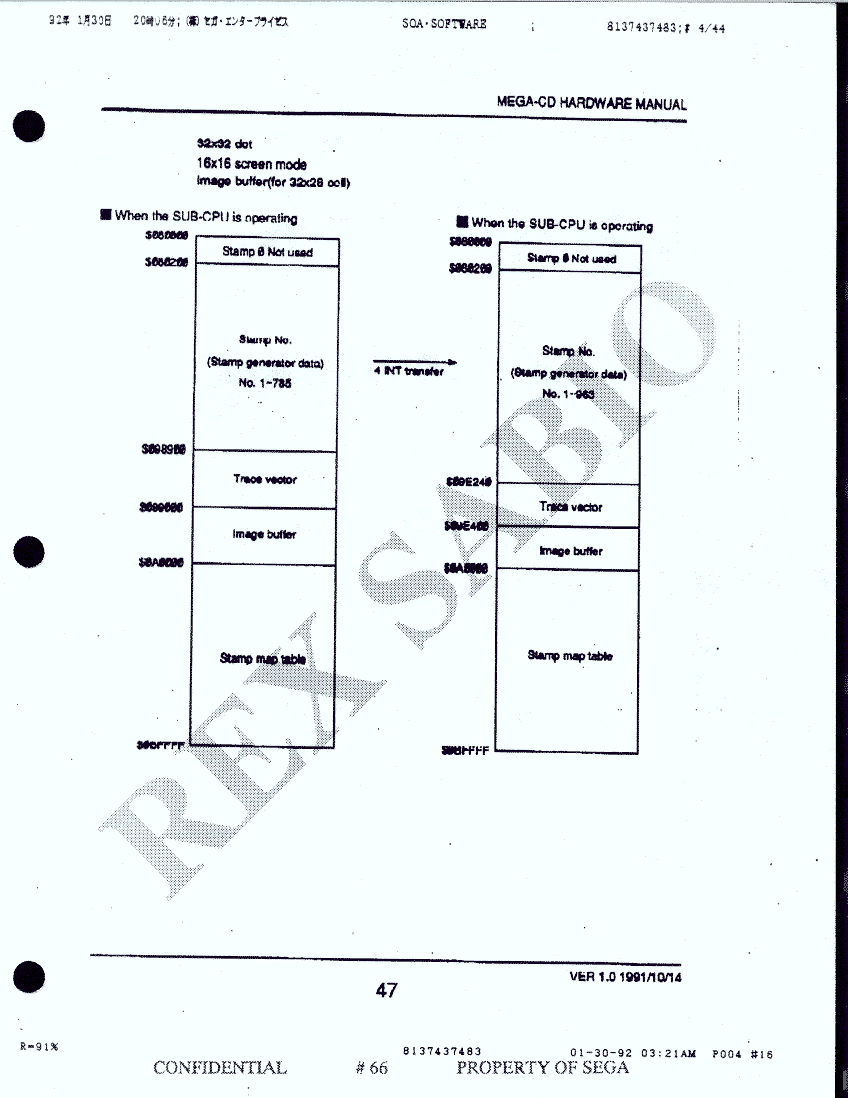 92年 1月30日 20時06分; (株) セガ・エンタープライゼス SOA・SOFTWARE ; 8137437483;# 4/44
MEGA-CD HARDWARE MANUAL
32x32 dot
16x16 screen mode
Image buffer(for 32x28 cell)
■ When the SUB-CPU is operating
Stamp 0 Not used
Stamp No.
(Stamp generator data)
No. 1~785
$098900
Trace vector
Image buffer
$0A0000
Stamp map table
4 INT transfer
■ When the SUB-CPU is operating
$080000
Stamp 0 Not used
$080200
Stamp No.
(Stamp generator data)
No. 1~963
$09E240
Trace vector
$09E400
Image buffer
$0A0000
Stamp map table
$0BFFFF
REX SABIO
VER 1.0 1991/10/14
47
R=91%
8137437483 01-30-92 03:21AM P004 #16
CONFIDENTIAL # 66 PROPERTY OF SEGA